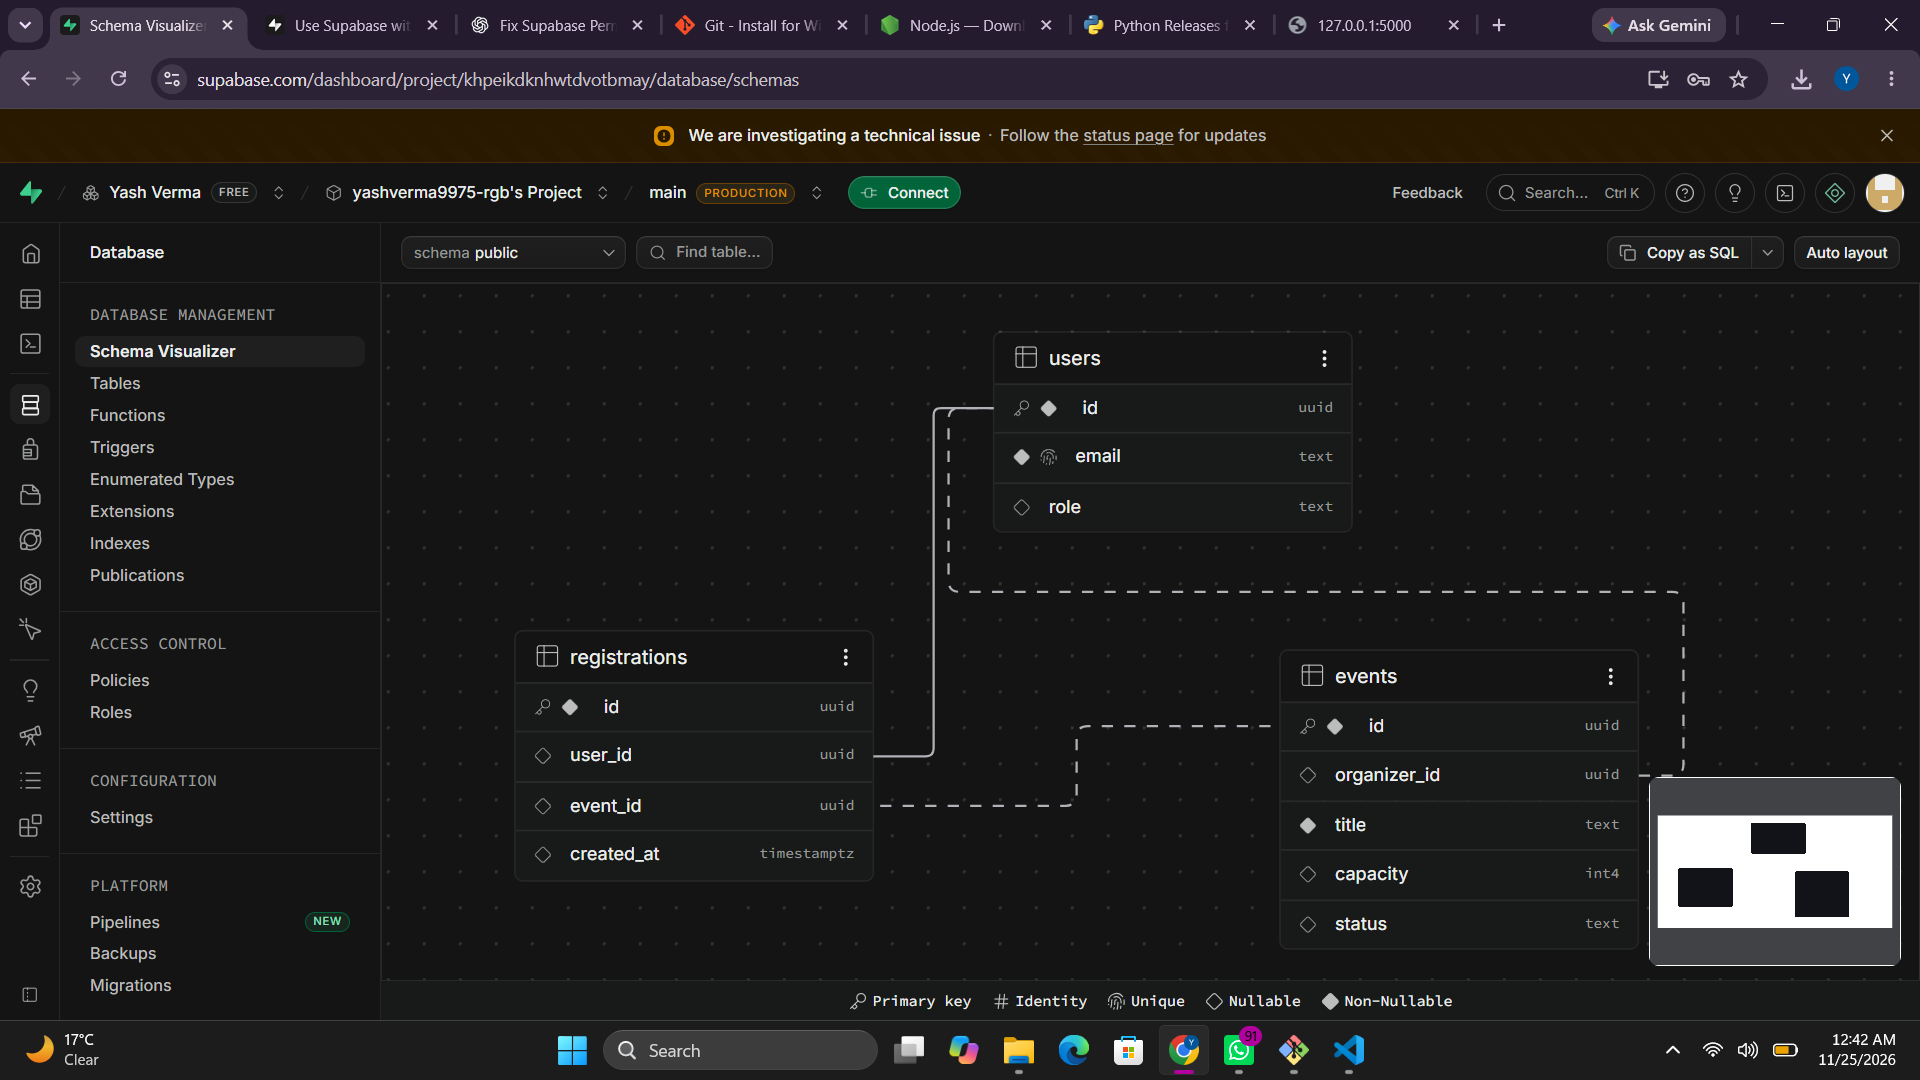 Schema Visualizer
Use Supabase wit
Fix Supabase Perm
Git - Install for Wi
Node.js — Downl
Python Releases f
127.0.0.1:5000
Ask Gemini
supabase.com/dashboard/project/khpeikdknhwtdvotbmay/database/schemas
Y
We are investigating a technical issue · Follow the status page for updates
/ Yash Verma FREE / yashverma9975-rgb's Project / main PRODUCTION Connect
Feedback Search... Ctrl K
Database
schema public
Find table...
Copy as SQL
Auto layout
DATABASE MANAGEMENT
Schema Visualizer
Tables
Functions
Triggers
Enumerated Types
Extensions
Indexes
Publications
ACCESS CONTROL
Policies
Roles
CONFIGURATION
Settings
PLATFORM
Pipelines NEW
Backups
Migrations
users
id uuid
email text
role text
registrations
id uuid
user_id uuid
event_id uuid
created_at timestamptz
events
id uuid
organizer_id uuid
title text
capacity int4
status text
Primary key Identity Unique Nullable Non-Nullable
17°C
Clear
Search
Y
91
12:42 AM
11/25/2026